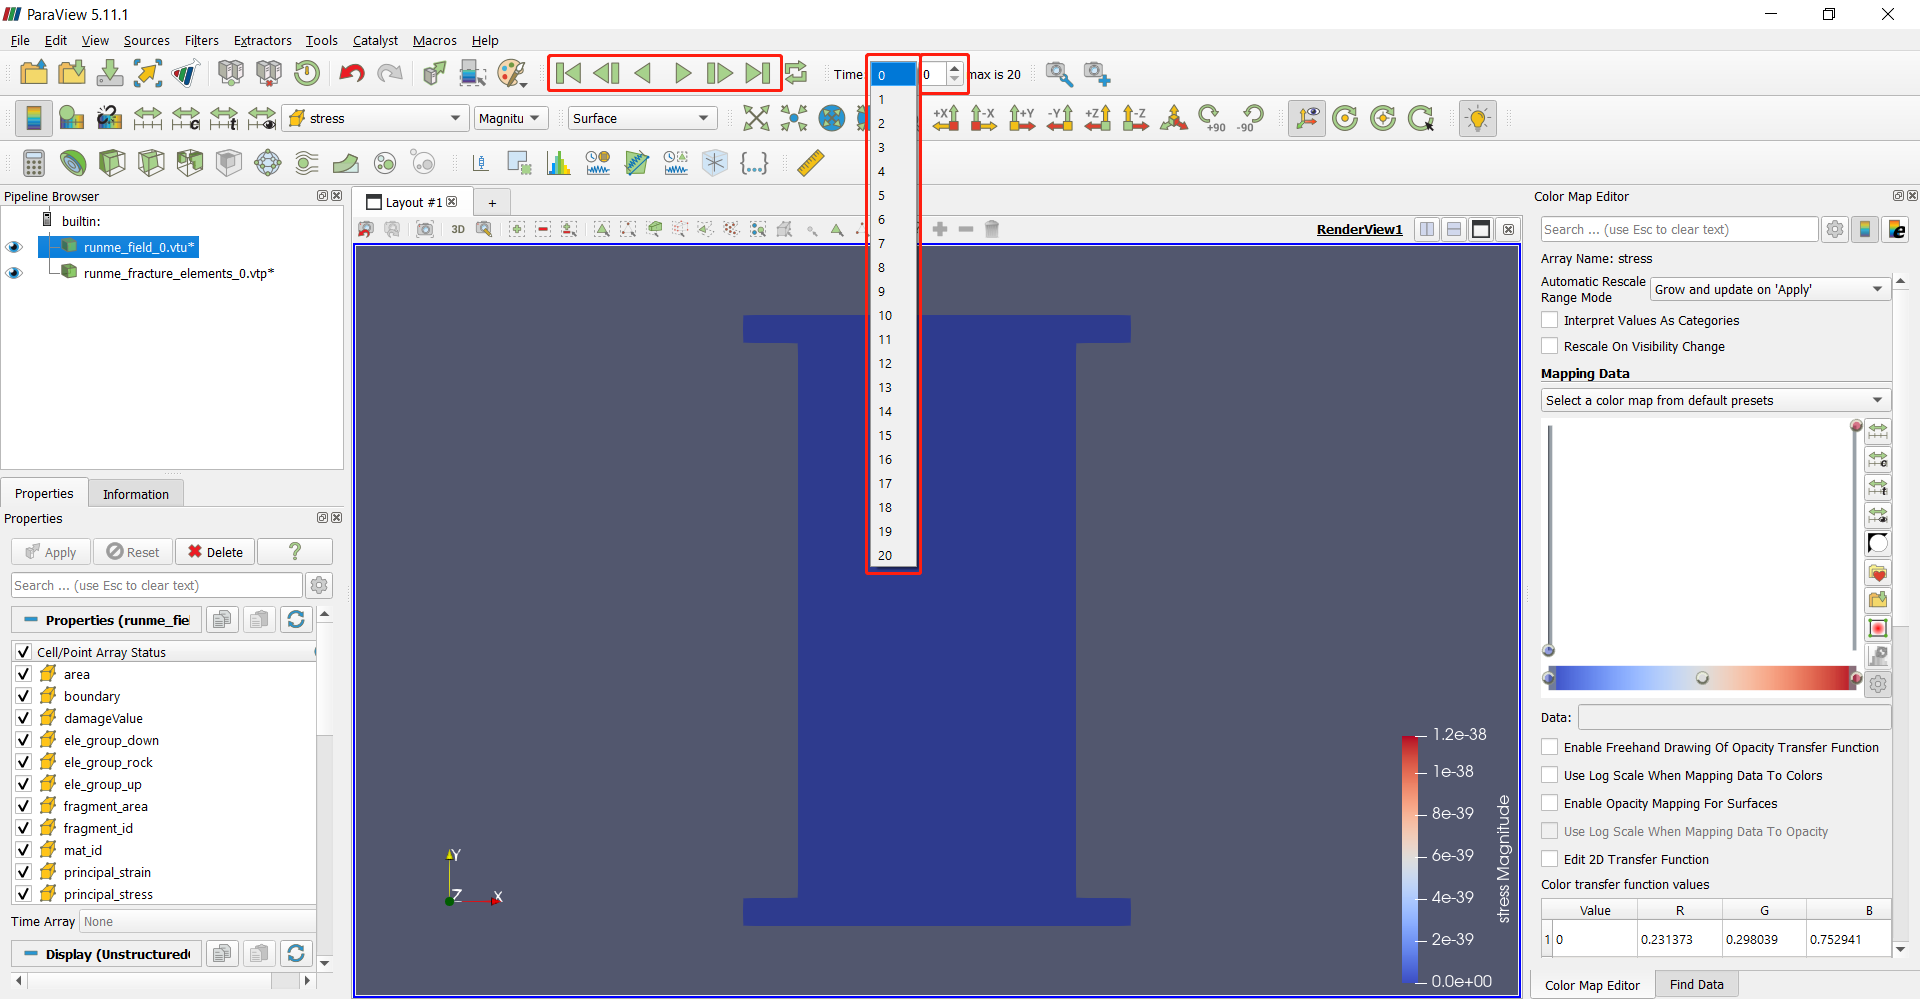 ParaView 5.11.1
File Edit View Sources Filters Extractors Tools Catalyst Macros Help
Time: 0 0 max is 20
stress Magnitu Surface +X -X +Y -Y +Z -Z +90 -90
1
2
3
4
5
6
7
8
9
10
11
12
13
14
15
16
17
18
19
20
Pipeline Browser
builtin:
runme_field_0.vtu*
runme_fracture_elements_0.vtp*
Properties Information
Properties
Apply Reset Delete ?
Search ... (use Esc to clear text)
Properties (runme_fie
Cell/Point Array Status
area
boundary
damageValue
ele_group_down
ele_group_rock
ele_group_up
fragment_area
fragment_id
mat_id
principal_strain
principal_stress
Time Array None
Display (Unstructured
Layout #1 +
3D RenderView1
Y
Z X
stress Magnitude
1.2e-38
1e-38
8e-39
6e-39
4e-39
2e-39
0.0e+00
Color Map Editor
Search ... (use Esc to clear text)
Array Name: stress
Automatic Rescale
Range Mode
Grow and update on 'Apply'
Interpret Values As Categories
Rescale On Visibility Change
Mapping Data
Select a color map from default presets
Data:
Enable Freehand Drawing Of Opacity Transfer Function
Use Log Scale When Mapping Data To Colors
Enable Opacity Mapping For Surfaces
Use Log Scale When Mapping Data To Opacity
Edit 2D Transfer Function
Color transfer function values
Value R G B
1 0 0.231373 0.298039 0.752941
Color Map Editor Find Data